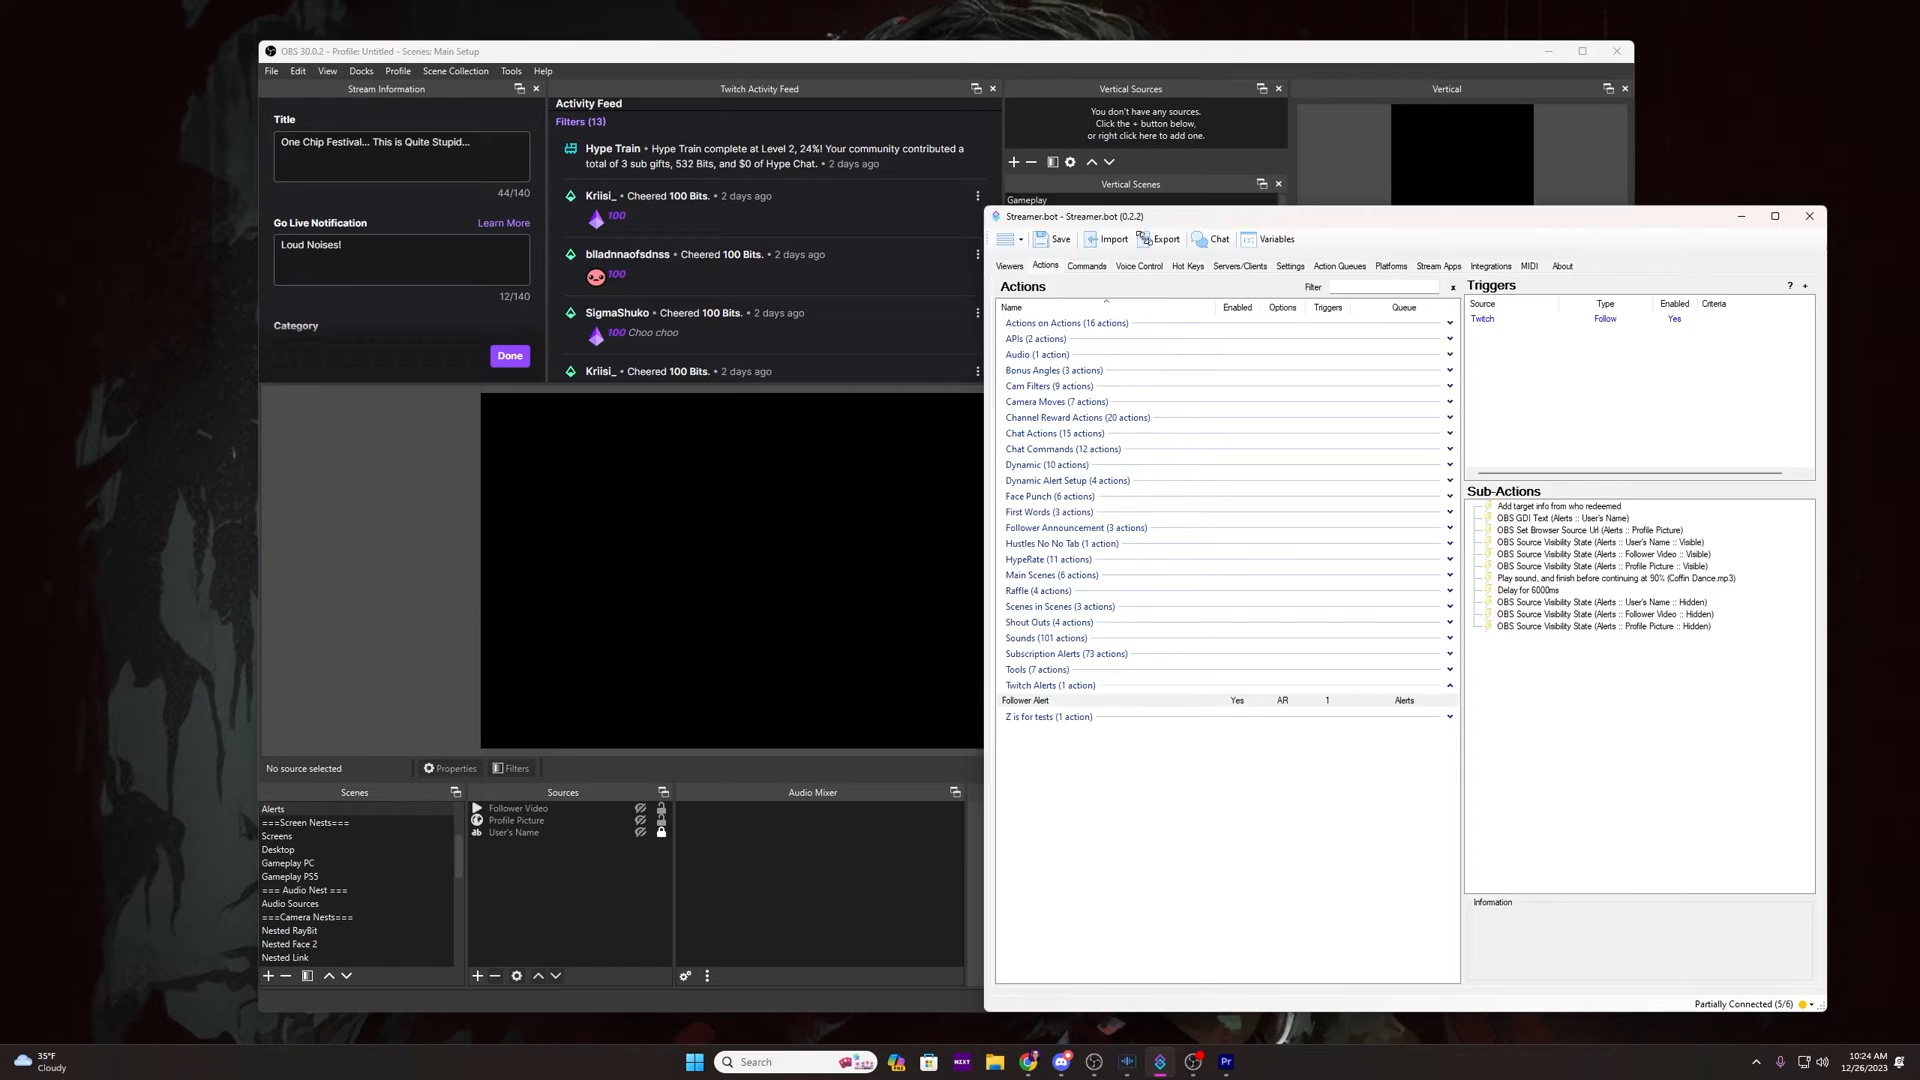 OBS 30.0.2 - Profile: Untitled - Scenes: Main Setup
File Edit View Docks Profile Scene Collection Tools Help
Stream Information
Title
One Chip Festival... This is Quite Stupid...
44/140
Go Live Notification Learn More
Loud Noises!
12/140
Category
Done
Twitch Activity Feed
Activity Feed
Filters (13)
Hype Train • Hype Train complete at Level 2, 24%! Your community contributed a
total of 3 sub gifts, 532 Bits, and $0 of Hype Chat. • 2 days ago
Kriisi_ • Cheered 100 Bits. • 2 days ago
100
blladnnaofsdnss • Cheered 100 Bits. • 2 days ago
100
SigmaShuko • Cheered 100 Bits. • 2 days ago
100 Choo choo
Kriisi_ • Cheered 100 Bits. • 2 days ago
Vertical Sources
You don't have any sources.
Click the + button below,
or right click here to add one.
Vertical Scenes
Gameplay
Vertical
No source selected
Properties Filters
Scenes
Alerts
===Screen Nests===
Screens
Desktop
Gameplay PC
Gameplay PS5
=== Audio Nest ===
Audio Sources
===Camera Nests===
Nested RayBit
Nested Face 2
Nested Link
Sources
Follower Video
Profile Picture
ab User's Name
Audio Mixer
Streamer.bot - Streamer.bot (0.2.2)
Save Import Export Chat Variables
Viewers Actions Commands Voice Control Hot Keys Servers/Clients Settings Action Queues Platforms Stream Apps Integrations MIDI About
Actions
Filter x
Name Enabled Options Triggers Queue
Actions on Actions (16 actions)
APIs (2 actions)
Audio (1 action)
Bonus Angles (3 actions)
Cam Filters (9 actions)
Camera Moves (7 actions)
Channel Reward Actions (20 actions)
Chat Actions (15 actions)
Chat Commands (12 actions)
Dynamic (10 actions)
Dynamic Alert Setup (4 actions)
Face Punch (6 actions)
First Words (3 actions)
Follower Announcement (3 actions)
Hustles No No Tab (1 action)
HypeRate (11 actions)
Main Scenes (6 actions)
Raffle (4 actions)
Scenes in Scenes (3 actions)
Shout Outs (4 actions)
Sounds (101 actions)
Subscription Alerts (73 actions)
Tools (7 actions)
Twitch Alerts (1 action)
Follower Alert Yes AR 1 Alerts
Z is for tests (1 action)
Triggers ? +
Source Type Enabled Criteria
Twitch Follow Yes
Sub-Actions
Add target info from who redeemed
OBS GDI Text (Alerts :: User's Name)
OBS Set Browser Source Url (Alerts :: Profile Picture)
OBS Source Visibility State (Alerts :: User's Name :: Visible)
OBS Source Visibility State (Alerts :: Follower Video :: Visible)
OBS Source Visibility State (Alerts :: Profile Picture :: Visible)
Play sound, and finish before continuing at 90% (Coffin Dance.mp3)
Delay for 6000ms
OBS Source Visibility State (Alerts :: User's Name :: Hidden)
OBS Source Visibility State (Alerts :: Follower Video :: Hidden)
OBS Source Visibility State (Alerts :: Profile Picture :: Hidden)
Information
Partially Connected (5/6)
35°F
Cloudy
Search
NZXT
Pr
10:24 AM
12/26/2023